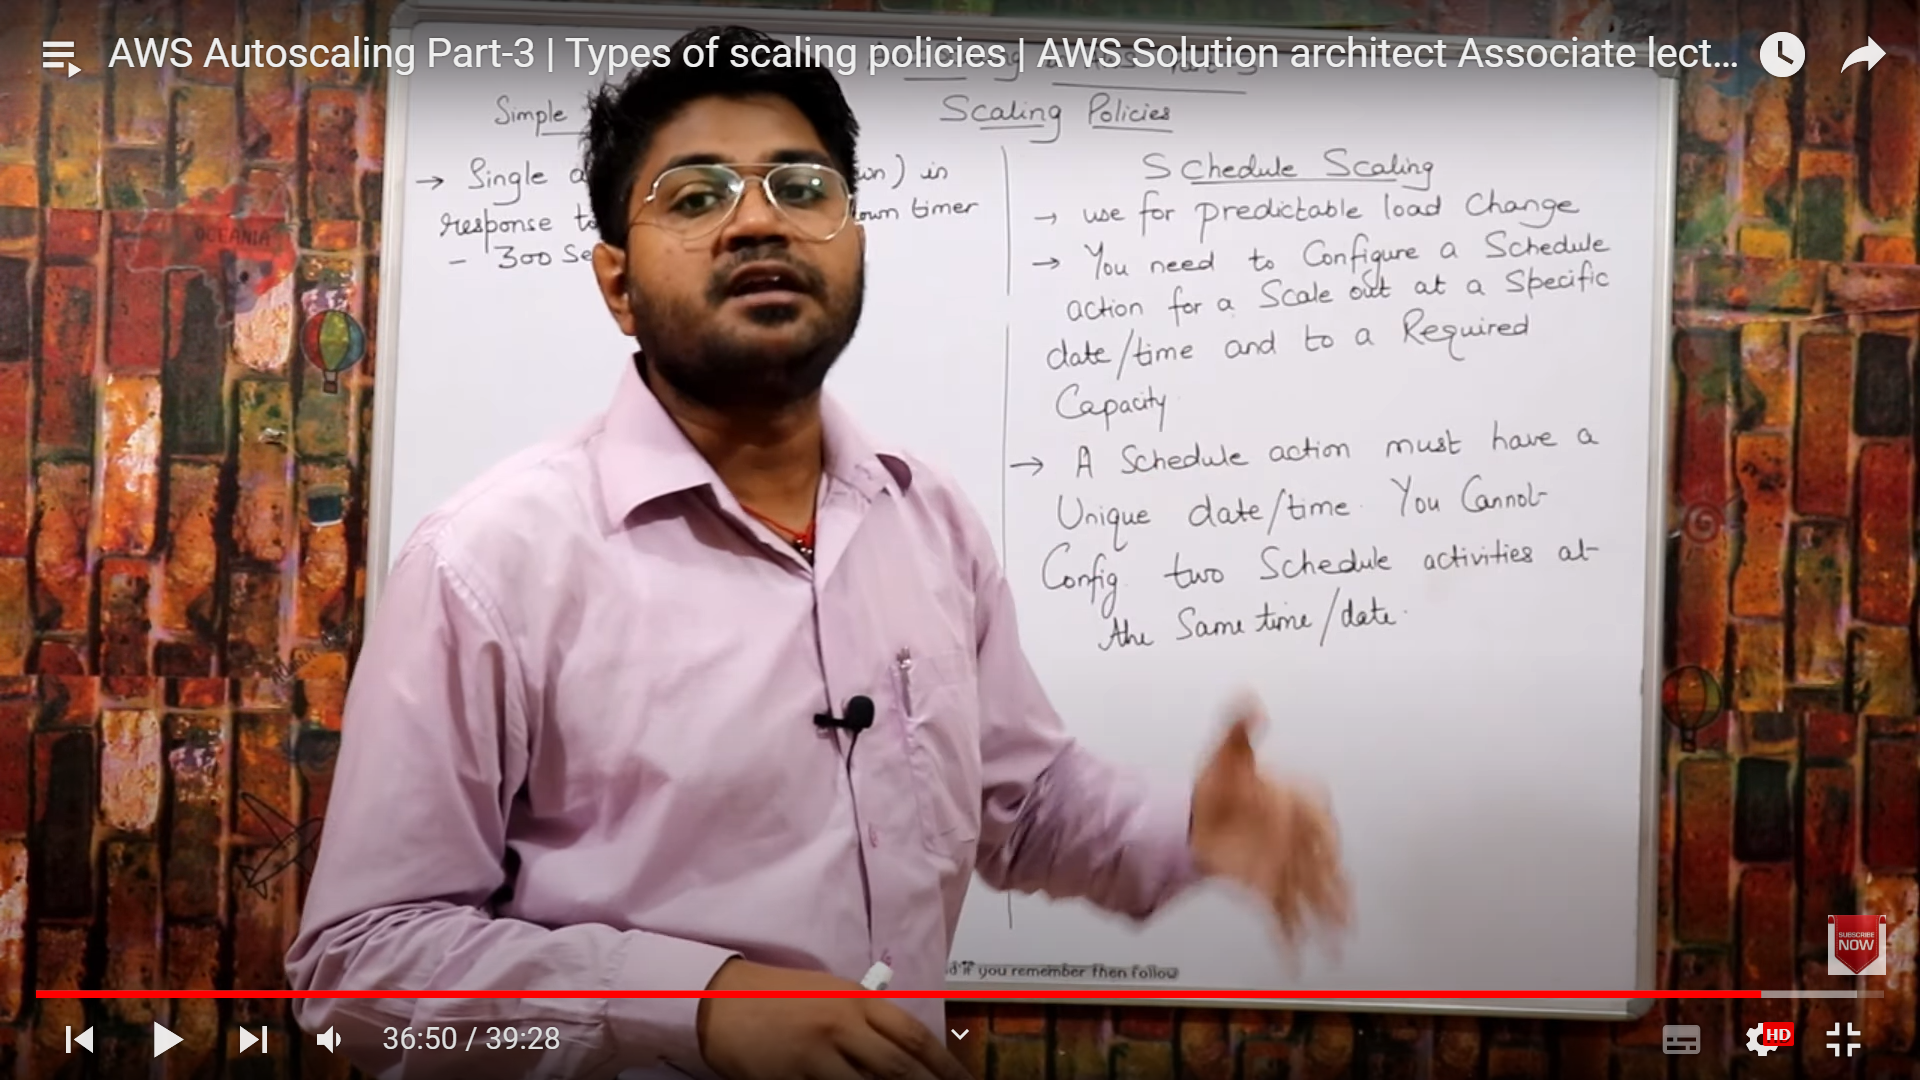 AWS Autoscaling Part-3 | Types of scaling policies | AWS Solution architect Associate lect...
Simple
Scaling Policies
→ Single
in
response to
down timer
- 300 Se
Schedule Scaling
→ use for predictable load Change
→ You need to Configure a Schedule
action for a Scale out at a Specific
date/time and to a Required
Capacity
→ A Schedule action must have a
Unique date/time. You Cannot
Config. two Schedule activities at
the Same time/date.
OCEANIA
if you remember then follow
SUBSCRIBE
NOW
36:50 / 39:28
HD